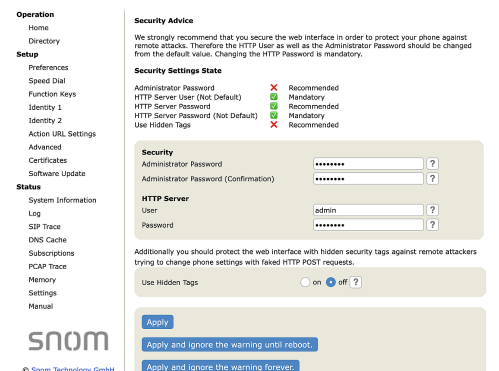 Operation
Home
Directory
Setup
Preferences
Speed Dial
Function Keys
Identity 1
Identity 2
Action URL Settings
Advanced
Certificates
Software Update
Status
System Information
Log
SIP Trace
DNS Cache
Subscriptions
PCAP Trace
Memory
Settings
Manual
snom
© Snom Technology GmbH
Security Advice
We strongly recommend that you secure the web interface in order to protect your phone against
remote attacks. Therefore the HTTP User as well as the Administrator Password should be changed
from the default value. Changing the HTTP Password is mandatory.
Security Settings State
Administrator Password Recommended
HTTP Server User (Not Default) Mandatory
HTTP Server Password Recommended
HTTP Server Password (Not Default) Mandatory
Use Hidden Tags Recommended
Security
Administrator Password •••••••• ?
Administrator Password (Confirmation) •••••••• ?
HTTP Server
User admin ?
Password •••••••• ?
Additionally you should protect the web interface with hidden security tags against remote attackers
trying to change phone settings with faked HTTP POST requests.
Use Hidden Tags on off ?
Apply
Apply and ignore the warning until reboot.
Apply and ignore the warning forever.